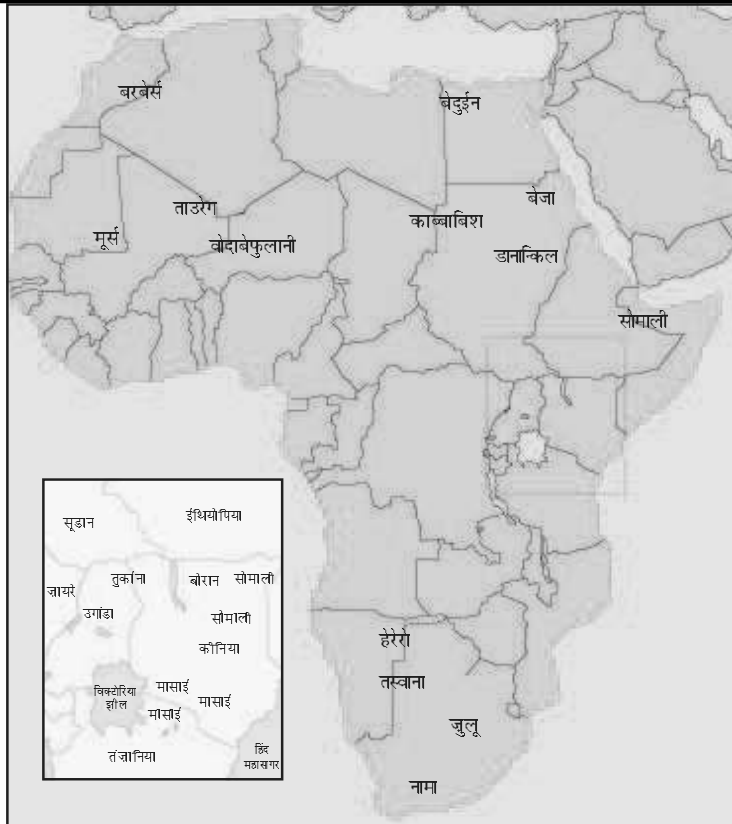 बरबेर्स
बेदुईन
ताउरेग
बेजा
मूर्स
वोदाबेफुलानी
काब्बाबिश
डानान्किल
सोमाली
हेरेरो
तस्वाना
जुलू
नामा
सूडान
ईथियोपिया
ज़ायरे
तुर्काना
बोरान
सोमाली
उगांडा
सोमाली
कीनिया
विक्टोरिया
झील
मासाई
मासाई
मासाई
तंज़ानिया
हिंद
महासागर